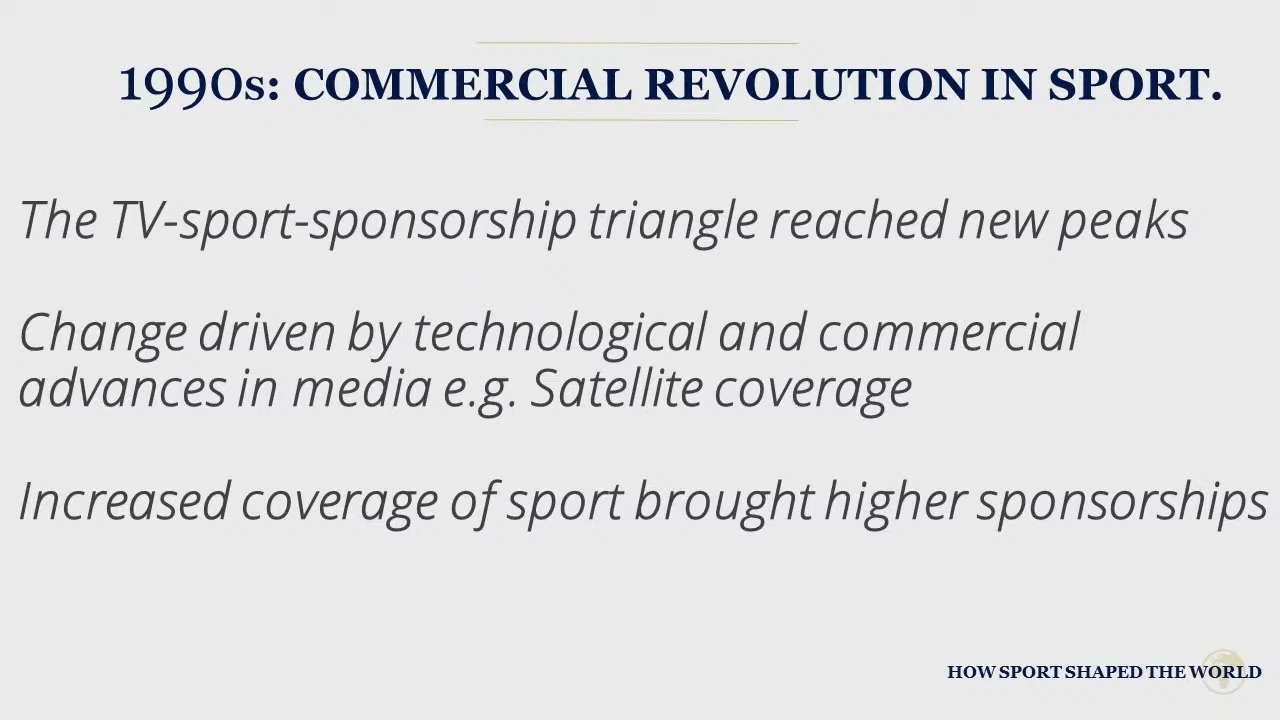 1990s: COMMERCIAL REVOLUTION IN SPORT.
The TV-sport-sponsorship triangle reached new peaks
Change driven by technological and commercial
advances in media e.g. Satellite coverage
Increased coverage of sport brought higher sponsorships
HOW SPORT SHAPED THE WORLD